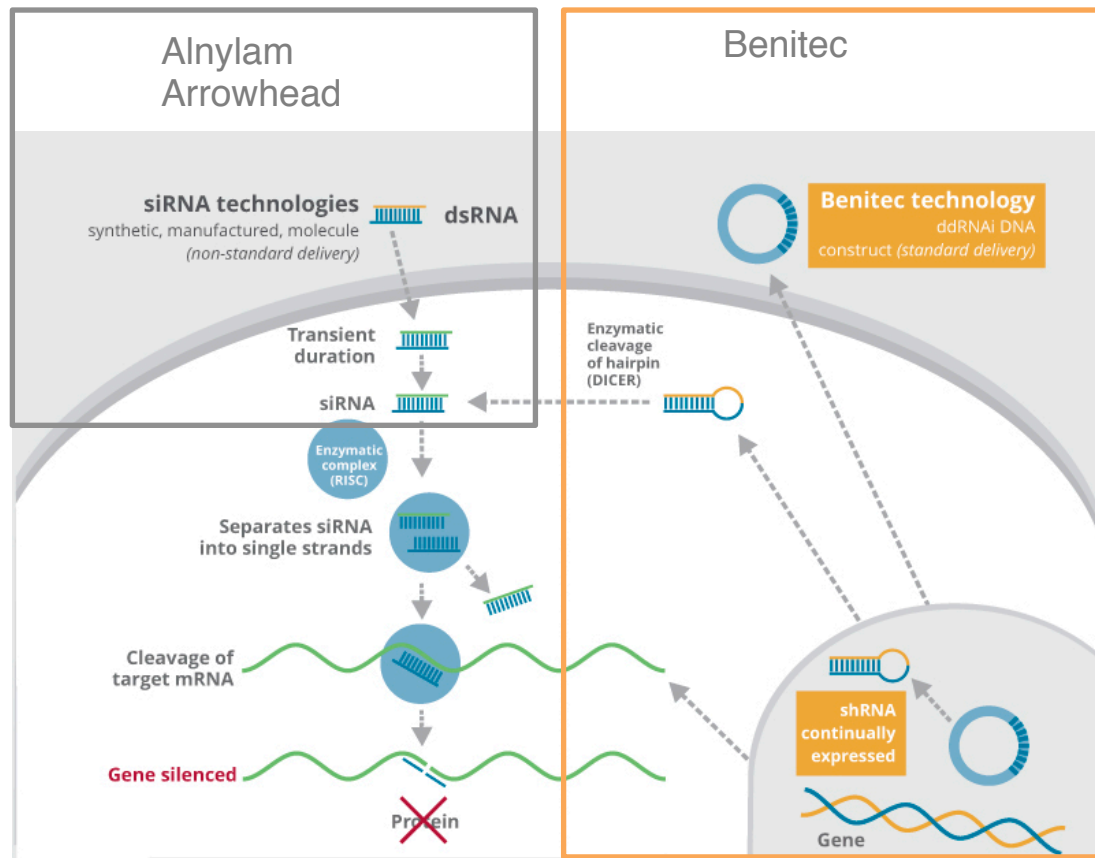 Alnylam
Arrowhead
Benitec
siRNA technologies
synthetic, manufactured, molecule
(non-standard delivery)
dsRNA
Benitec technology
ddRNAi DNA
construct (standard delivery)
Transient
duration
Enzymatic
cleavage
of hairpin
(DICER)
siRNA
Enzymatic
complex
(RISC)
Separates siRNA
into single strands
Cleavage of
target mRNA
shRNA
continually
expressed
Gene silenced
Protein
Gene